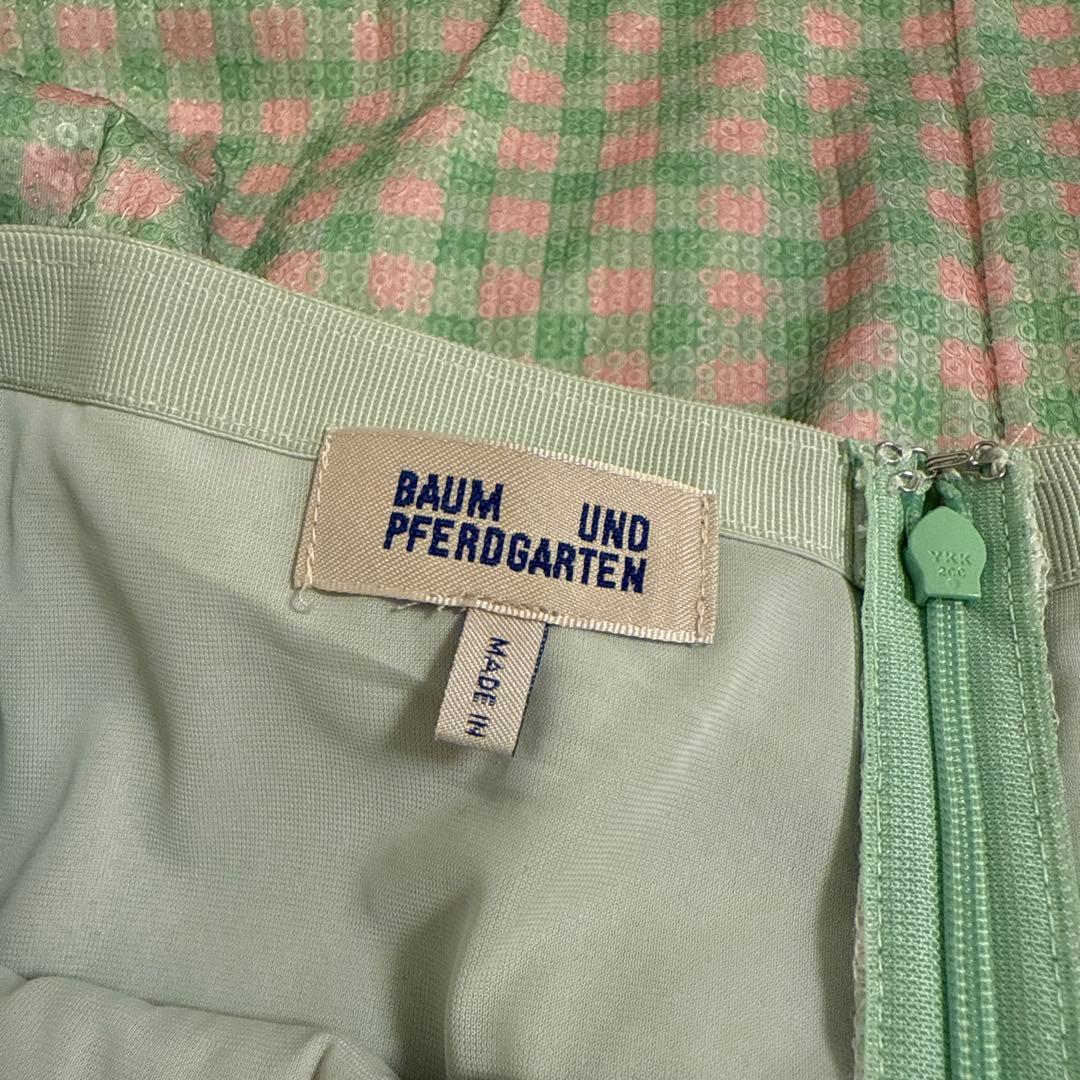 BAUM UND
PFERDGARTEN
MADE IN
YKK